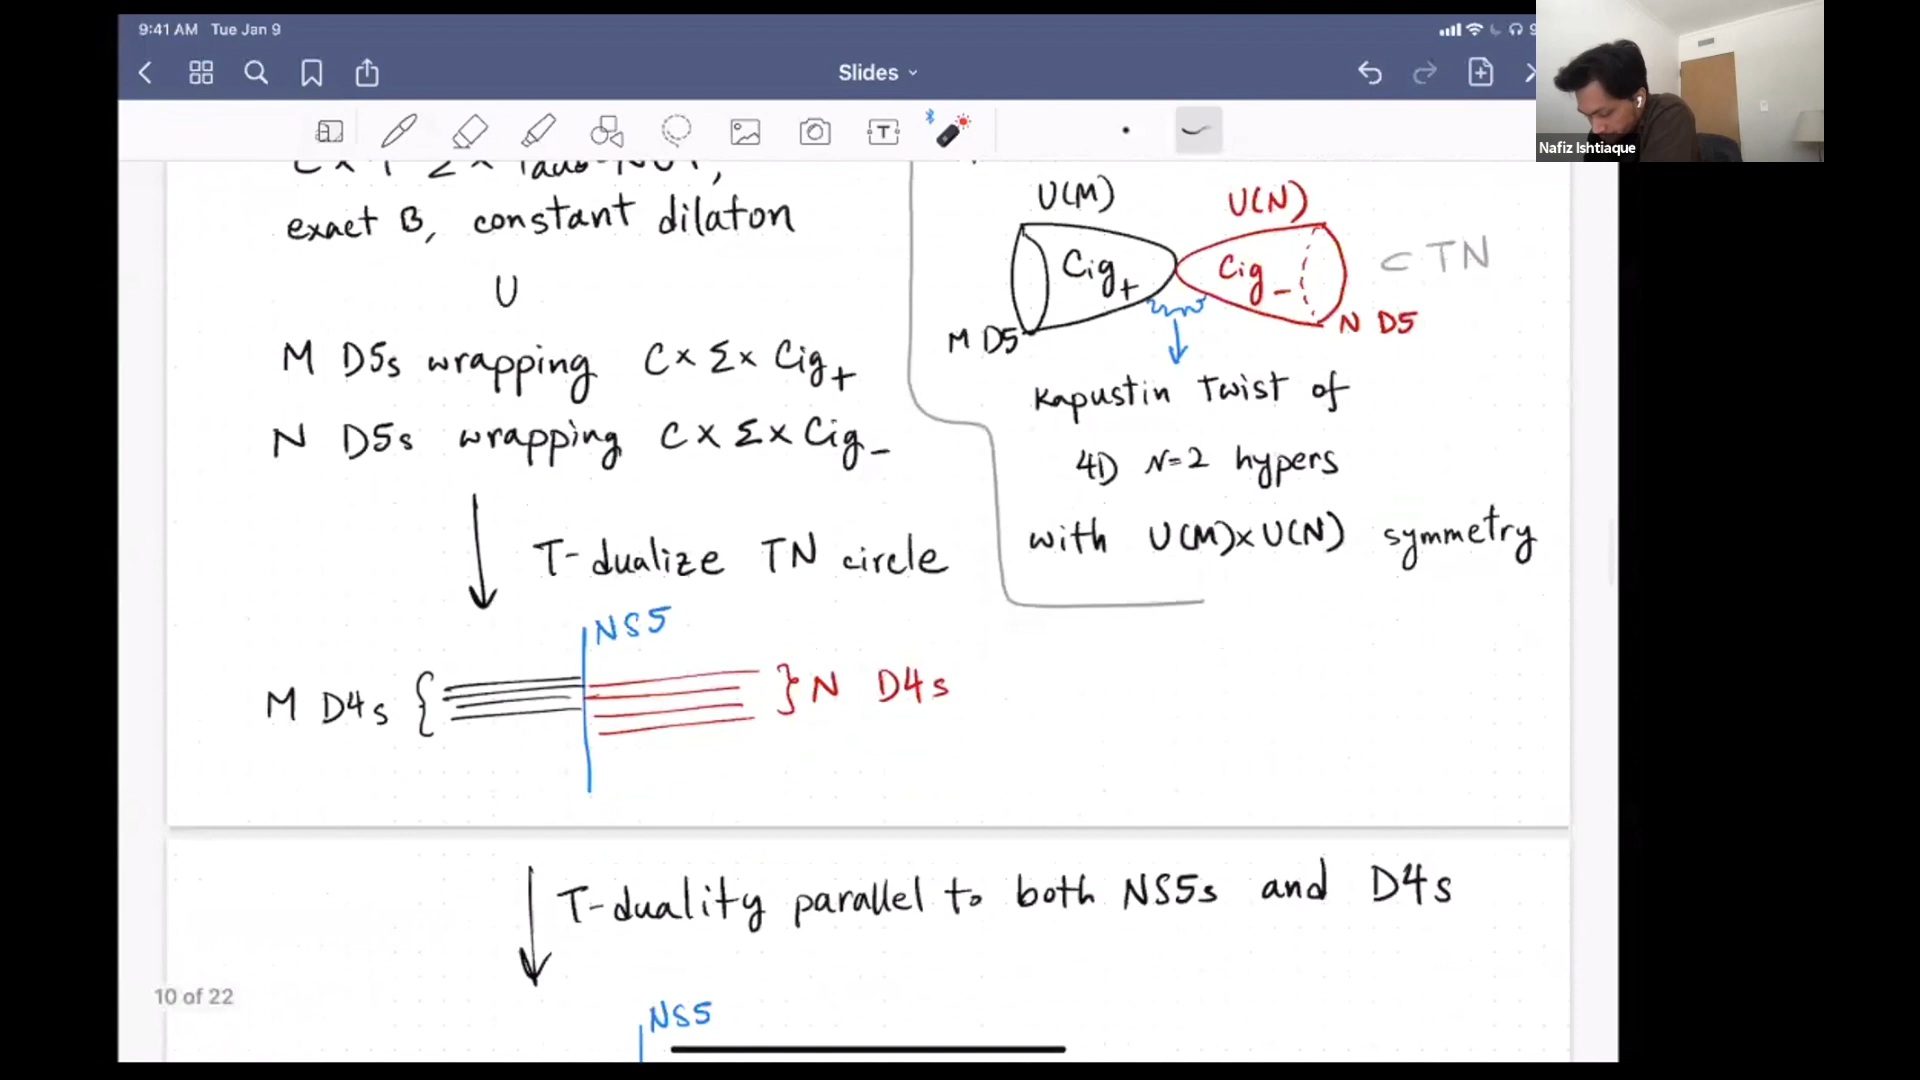 9:41 AM Tue Jan 9
Slides
Nafiz Ishtiaque
exact B, constant dilaton
U
M D5s wrapping C × Σ × Cig+
N D5s wrapping C × Σ × Cig-
T-dualize TN circle
NS5
M D4s { } N D4s
U(M) U(N)
Cig+ Cig- ⊂ TN
M D5 N D5
Kapustin Twist of
4D N=2 hypers
with U(M)×U(N) symmetry
T-duality parallel to both NS5s and D4s
10 of 22
NS5